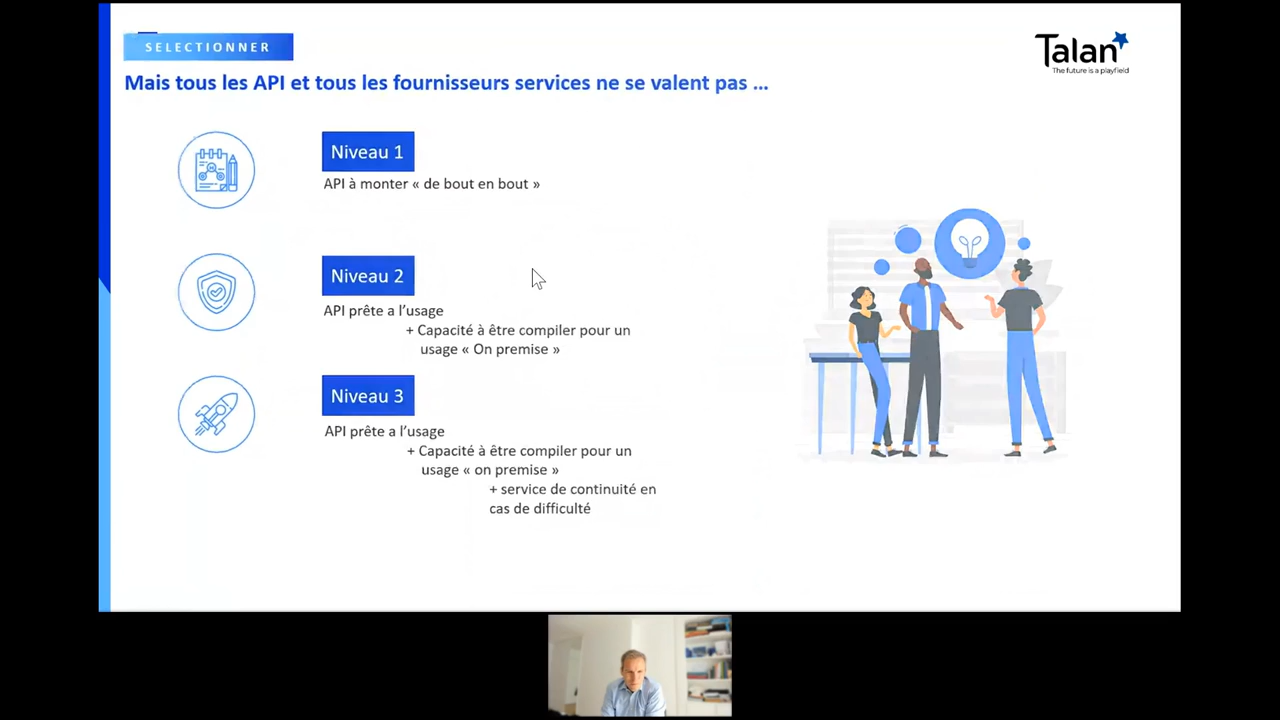 SELECTIONNER
Talan
The future is a playfield
Mais tous les API et tous les fournisseurs services ne se valent pas ...
Niveau 1
API à monter « de bout en bout »
Niveau 2
API prête a l’usage
+ Capacité à être compiler pour un
usage « On premise »
Niveau 3
API prête a l’usage
+ Capacité à être compiler pour un
usage « on premise »
+ service de continuité en
cas de difficulté